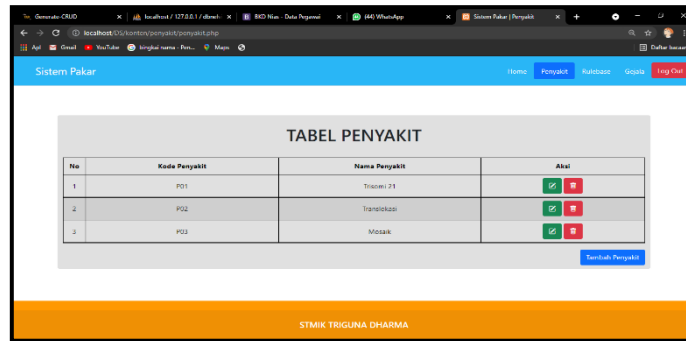 Generate-CRUD
localhost / 127.0.0.1 /
BKD Nias - Data Pegawai
(44) WhatsApp
Sistem Pakar | Penyakit
localhost/DS/konten/penyakit/penyakit.php
Apl Gmail YouTube bingkai nama - Pen... Maps
Daftar bacaan
Sistem Pakar
Home Penyakit Rulebase Gejala Log Out
TABEL PENYAKIT
No Kode Penyakit Nama Penyakit Aksi
1 P01 Trisomi 21
2 P02 Translokasi
3 P03 Mosaik
Tambah Penyakit
STMIK TRIGUNA DHARMA